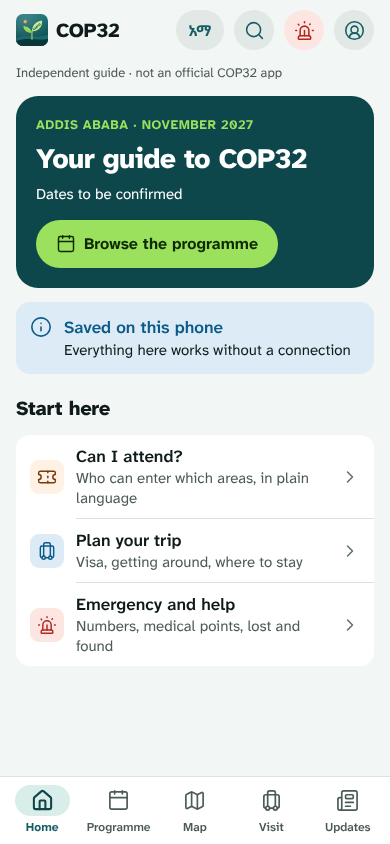 COP32
አማ
Independent guide · not an official COP32 app
ADDIS ABABA · NOVEMBER 2027
Your guide to COP32
Dates to be confirmed
Browse the programme
Saved on this phone
Everything here works without a connection
Start here
Can I attend?
Who can enter which areas, in plain
language
Plan your trip
Visa, getting around, where to stay
Emergency and help
Numbers, medical points, lost and
found
Home
Programme
Map
Visit
Updates